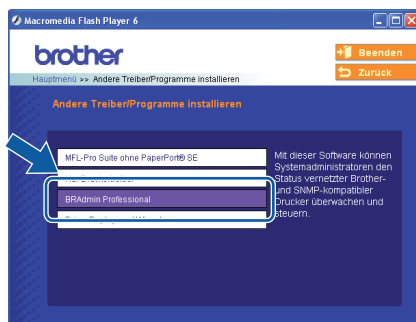 Macromedia Flash Player 6
brother
Beenden
Zurück
Hauptmenü >> Andere Treiber/Programme installieren
Andere Treiber/Programme installieren
MFL-Pro Suite ohne PaperPort® SE
BRAdmin Professional
Mit dieser Software können
Systemadministratoren den
Status vernetzter Brother-
und SNMP-kompatibler
Drucker überwachen und
steuern.